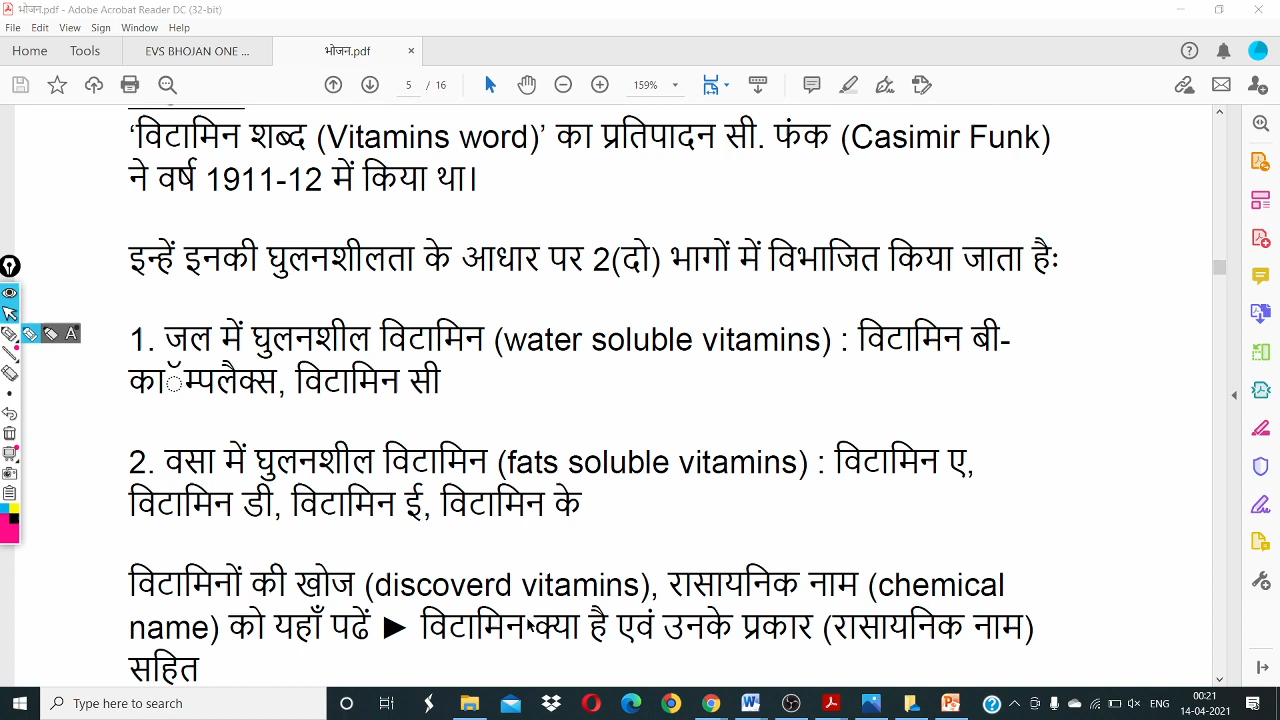 भोजन.pdf - Adobe Acrobat Reader DC (32-bit)
File Edit View Sign Window Help
Home Tools EVS BHOJAN ONE ... भोजन.pdf ×
5 / 16 159%
'विटामिन शब्द (Vitamins word)' का प्रतिपादन सी. फंक (Casimir Funk)
ने वर्ष 1911-12 में किया था।
इन्हें इनकी घुलनशीलता के आधार पर 2(दो) भागों में विभाजित किया जाता हैः
1. जल में घुलनशील विटामिन (water soluble vitamins) : विटामिन बी-
काॅम्पलैक्स, विटामिन सी
2. वसा में घुलनशील विटामिन (fats soluble vitamins) : विटामिन ए,
विटामिन डी, विटामिन ई, विटामिन के
विटामिनों की खोज (discoverd vitamins), रासायनिक नाम (chemical
name) को यहाँ पढें ► विटामिन क्या है एवं उनके प्रकार (रासायनिक नाम)
सहित
Type here to search
00:21
14-04-2021